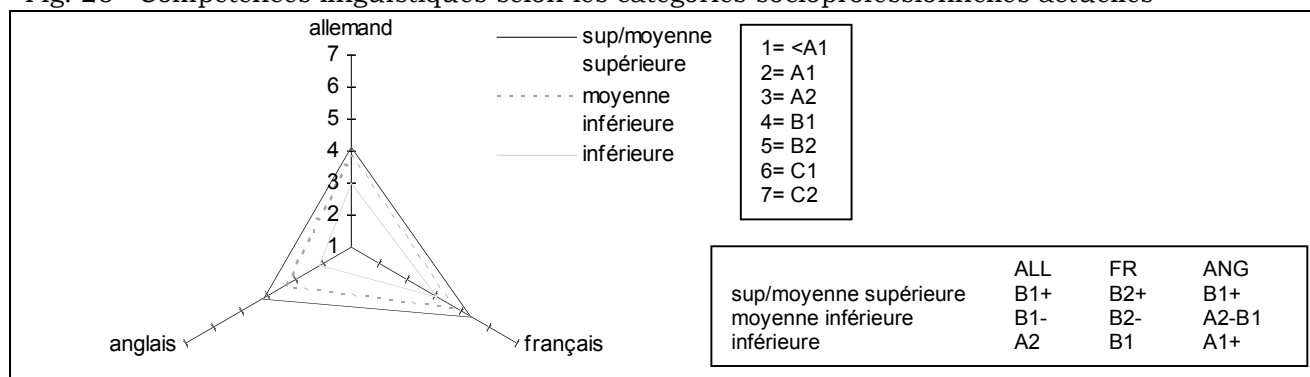 Fig. 28 Compétences linguistiques selon les catégories socioprofessionnelles actuelles
allemand
7
6
5
4
3
2
1
anglais
français
sup/moyenne
supérieure
moyenne
inférieure
inférieure
1= <A1
2= A1
3= A2
4= B1
5= B2
6= C1
7= C2
ALL FR ANG
sup/moyenne supérieure B1+ B2+ B1+
moyenne inférieure B1- B2- A2-B1
inférieure A2 B1 A1+